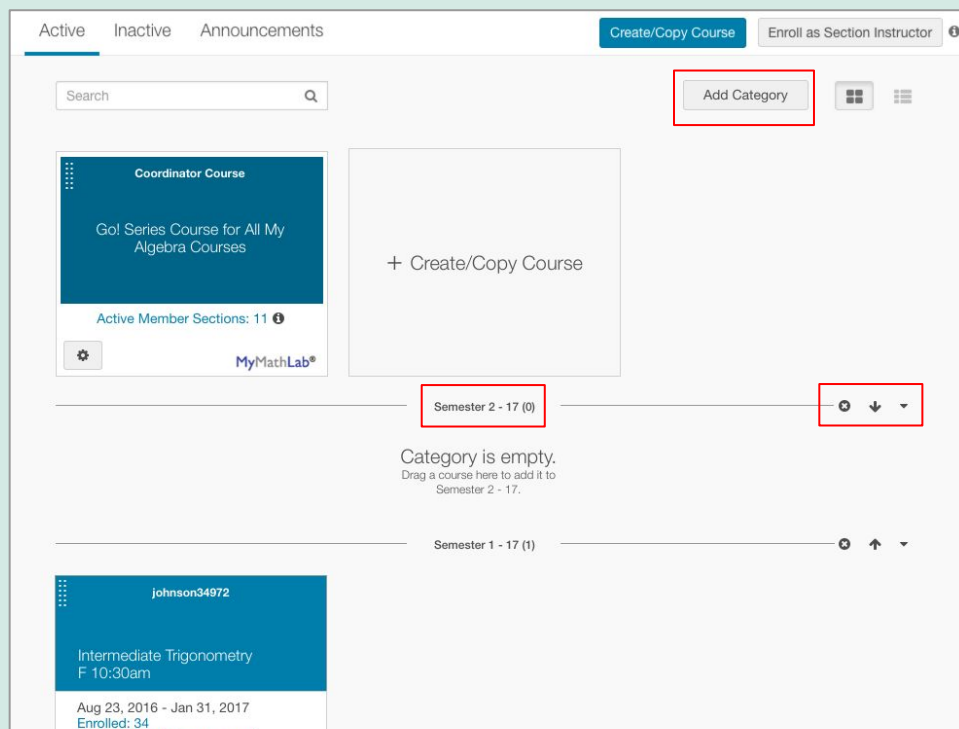 Active Inactive Announcements Create/Copy Course Enroll as Section Instructor
Search Add Category
Coordinator Course
Go! Series Course for All My
Algebra Courses
Active Member Sections: 11
MyMathLab®
+ Create/Copy Course
Semester 2 - 17 (0)
Category is empty.
Drag a course here to add it to
Semester 2 - 17.
Semester 1 - 17 (1)
johnson34972
Intermediate Trigonometry
F 10:30am
Aug 23, 2016 - Jan 31, 2017
Enrolled: 34